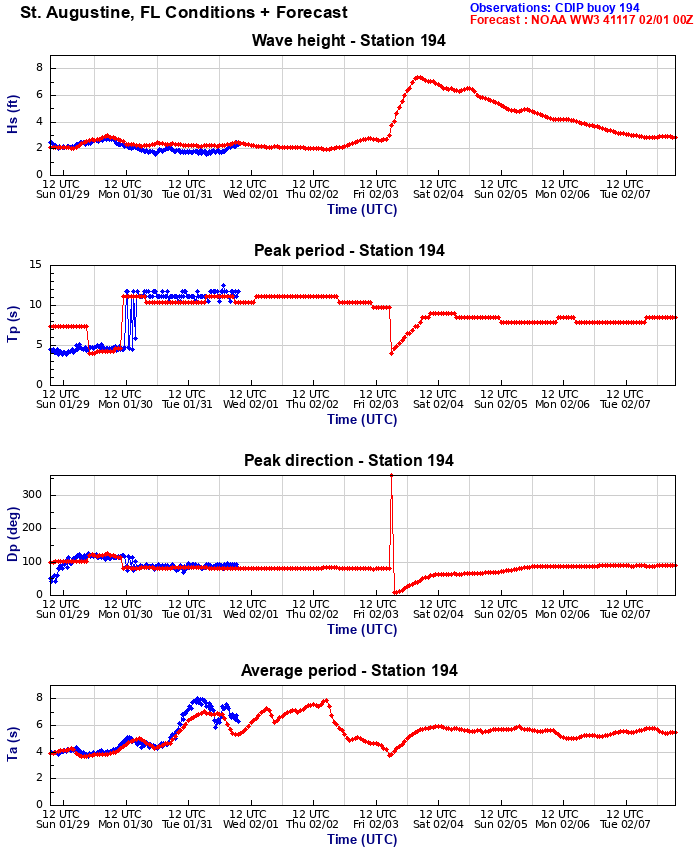 St. Augustine, FL Conditions + Forecast
Observations: CDIP buoy 194
Forecast : NOAA WW3 41117 02/01 00Z
Wave height - Station 194
Hs (ft)
8
6
4
2
0
12 UTC 12 UTC 12 UTC 12 UTC 12 UTC 12 UTC 12 UTC 12 UTC 12 UTC 12 UTC
Sun 01/29 Mon 01/30 Tue 01/31 Wed 02/01 Thu 02/02 Fri 02/03 Sat 02/04 Sun 02/05 Mon 02/06 Tue 02/07
Time (UTC)
Peak period - Station 194
Tp (s)
15
10
5
0
12 UTC 12 UTC 12 UTC 12 UTC 12 UTC 12 UTC 12 UTC 12 UTC 12 UTC 12 UTC
Sun 01/29 Mon 01/30 Tue 01/31 Wed 02/01 Thu 02/02 Fri 02/03 Sat 02/04 Sun 02/05 Mon 02/06 Tue 02/07
Time (UTC)
Peak direction - Station 194
Dp (deg)
300
200
100
0
12 UTC 12 UTC 12 UTC 12 UTC 12 UTC 12 UTC 12 UTC 12 UTC 12 UTC 12 UTC
Sun 01/29 Mon 01/30 Tue 01/31 Wed 02/01 Thu 02/02 Fri 02/03 Sat 02/04 Sun 02/05 Mon 02/06 Tue 02/07
Time (UTC)
Average period - Station 194
Ta (s)
8
6
4
2
0
12 UTC 12 UTC 12 UTC 12 UTC 12 UTC 12 UTC 12 UTC 12 UTC 12 UTC 12 UTC
Sun 01/29 Mon 01/30 Tue 01/31 Wed 02/01 Thu 02/02 Fri 02/03 Sat 02/04 Sun 02/05 Mon 02/06 Tue 02/07
Time (UTC)